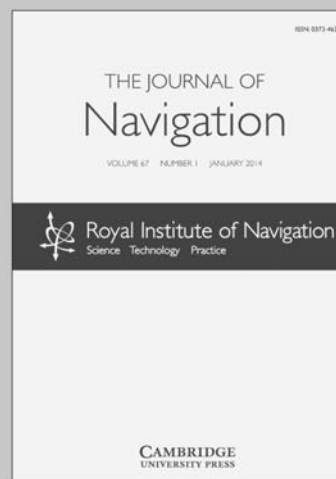 ISSN: 0373-463
THE JOURNAL OF
Navigation
VOLUME 67 NUMBER 1 JANUARY 2014
Royal Institute of Navigation
Science Technology Practice
CAMBRIDGE
UNIVERSITY PRESS